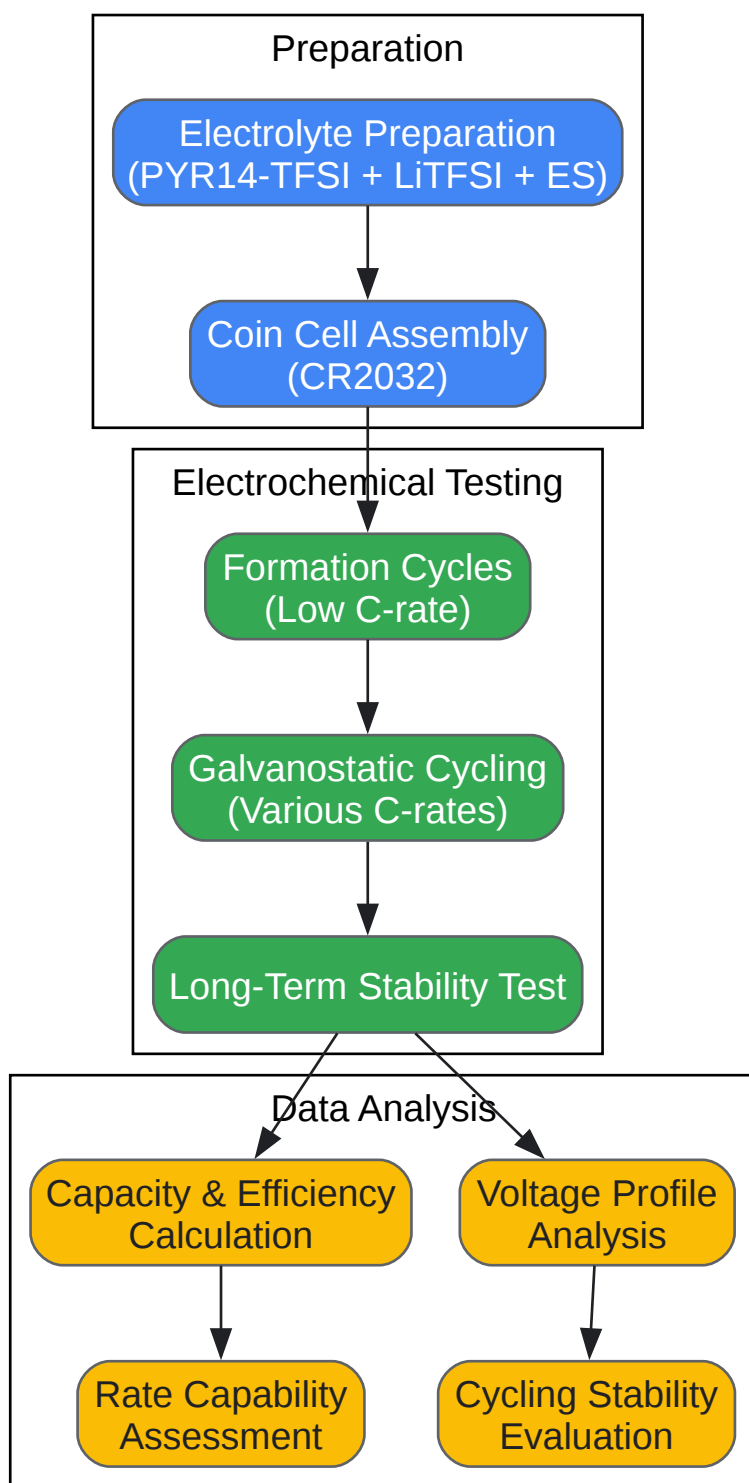 Preparation
Electrolyte Preparation
(PYR14-TFSI + LiTFSI + ES)
Coin Cell Assembly
(CR2032)
Electrochemical Testing
Formation Cycles
(Low C-rate)
Galvanostatic Cycling
(Various C-rates)
Long-Term Stability Test
Data Analysis
Capacity & Efficiency
Calculation
Voltage Profile
Analysis
Rate Capability
Assessment
Cycling Stability
Evaluation